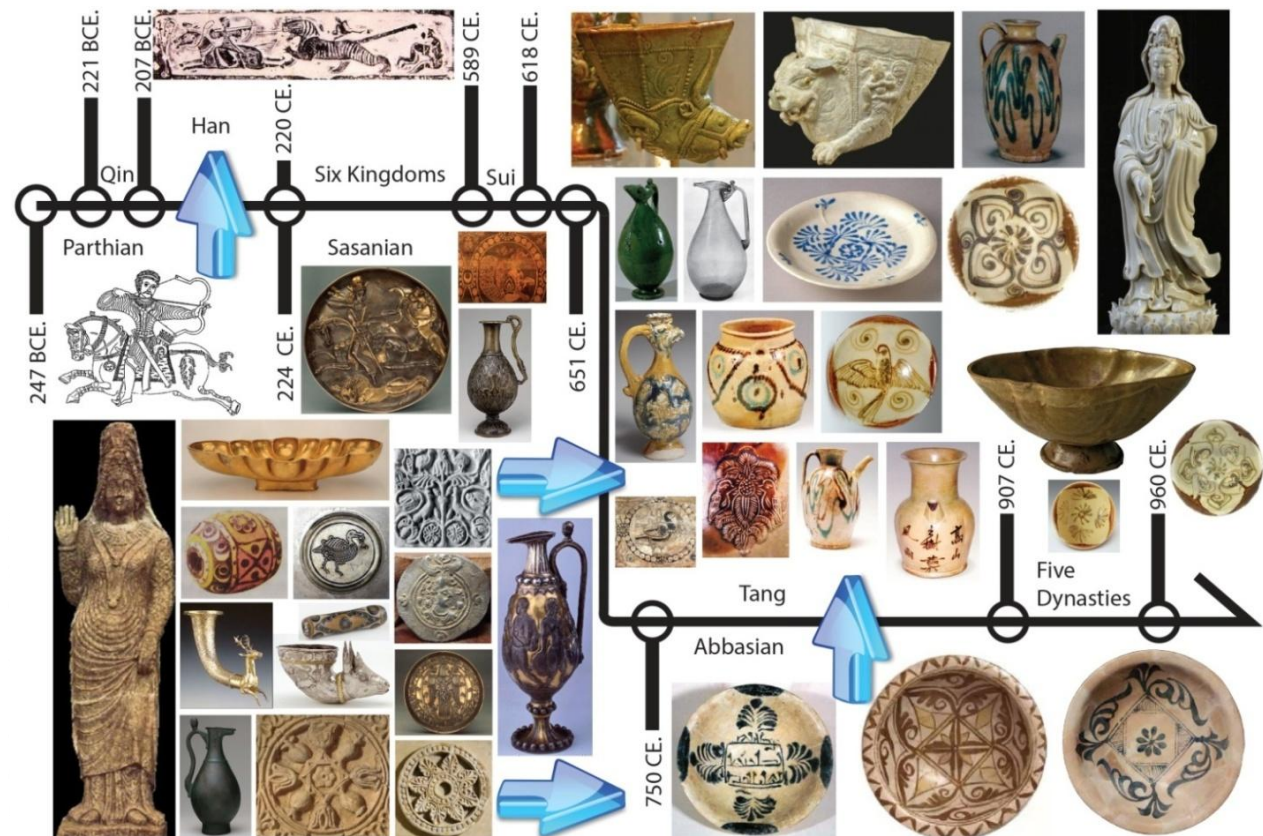 221 BCE.
207 BCE.
589 CE.
618 CE.
Qin
Han
220 CE.
Six Kingdoms
Sui
Parthian
Sasanian
247 BCE
224 CE.
651 CE.
907 CE.
960 CE.
Tang
Five
Dynasties
Abbasian
750 CE.